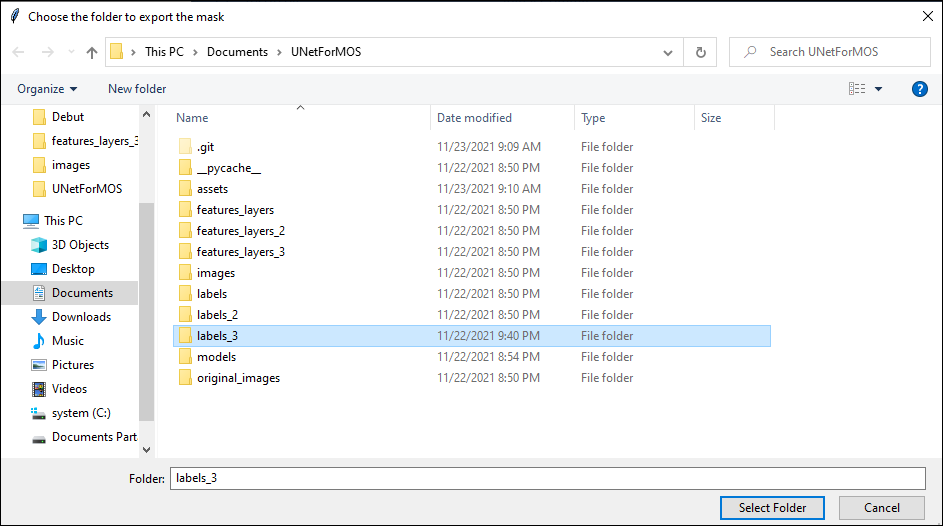 Choose the folder to export the mask
This PC > Documents > UNetForMOS
Search UNetForMOS
Organize
New folder
?
Debut
features_layers_3
images
UNetForMOS
This PC
3D Objects
Desktop
Documents
Downloads
Music
Pictures
Videos
system (C:)
Documents Part
Name Date modified Type Size
.git 11/23/2021 9:09 AM File folder
__pycache__ 11/22/2021 8:50 PM File folder
assets 11/23/2021 9:10 AM File folder
features_layers 11/22/2021 8:50 PM File folder
features_layers_2 11/22/2021 8:50 PM File folder
features_layers_3 11/22/2021 8:50 PM File folder
images 11/22/2021 8:50 PM File folder
labels 11/22/2021 8:50 PM File folder
labels_2 11/22/2021 8:50 PM File folder
labels_3 11/22/2021 9:40 PM File folder
models 11/22/2021 8:54 PM File folder
original_images 11/22/2021 8:50 PM File folder
Folder: labels_3
Select Folder
Cancel